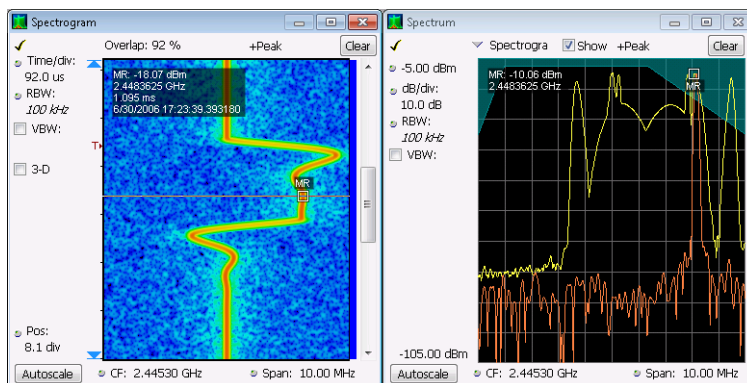 Spectrogram
Overlap: 92 %
+Peak
Clear
Time/div:
92.0 us
RBW:
100 kHz
VBW:
3-D
MR: -18.07 dBm
2.4483625 GHz
1.095 ms
6/30/2006 17:23:39.393180
T
MR
Pos:
8.1 div
Autoscale
CF: 2.44530 GHz
Span: 10.00 MHz
Spectrum
Spectrogra
Show
+Peak
Clear
-5.00 dBm
dB/div:
10.0 dB
RBW:
100 kHz
VBW:
MR: -10.06 dBm
2.4483625 GHz
MR
-105.00 dBm
Autoscale
CF: 2.44530 GHz
Span: 10.00 MHz